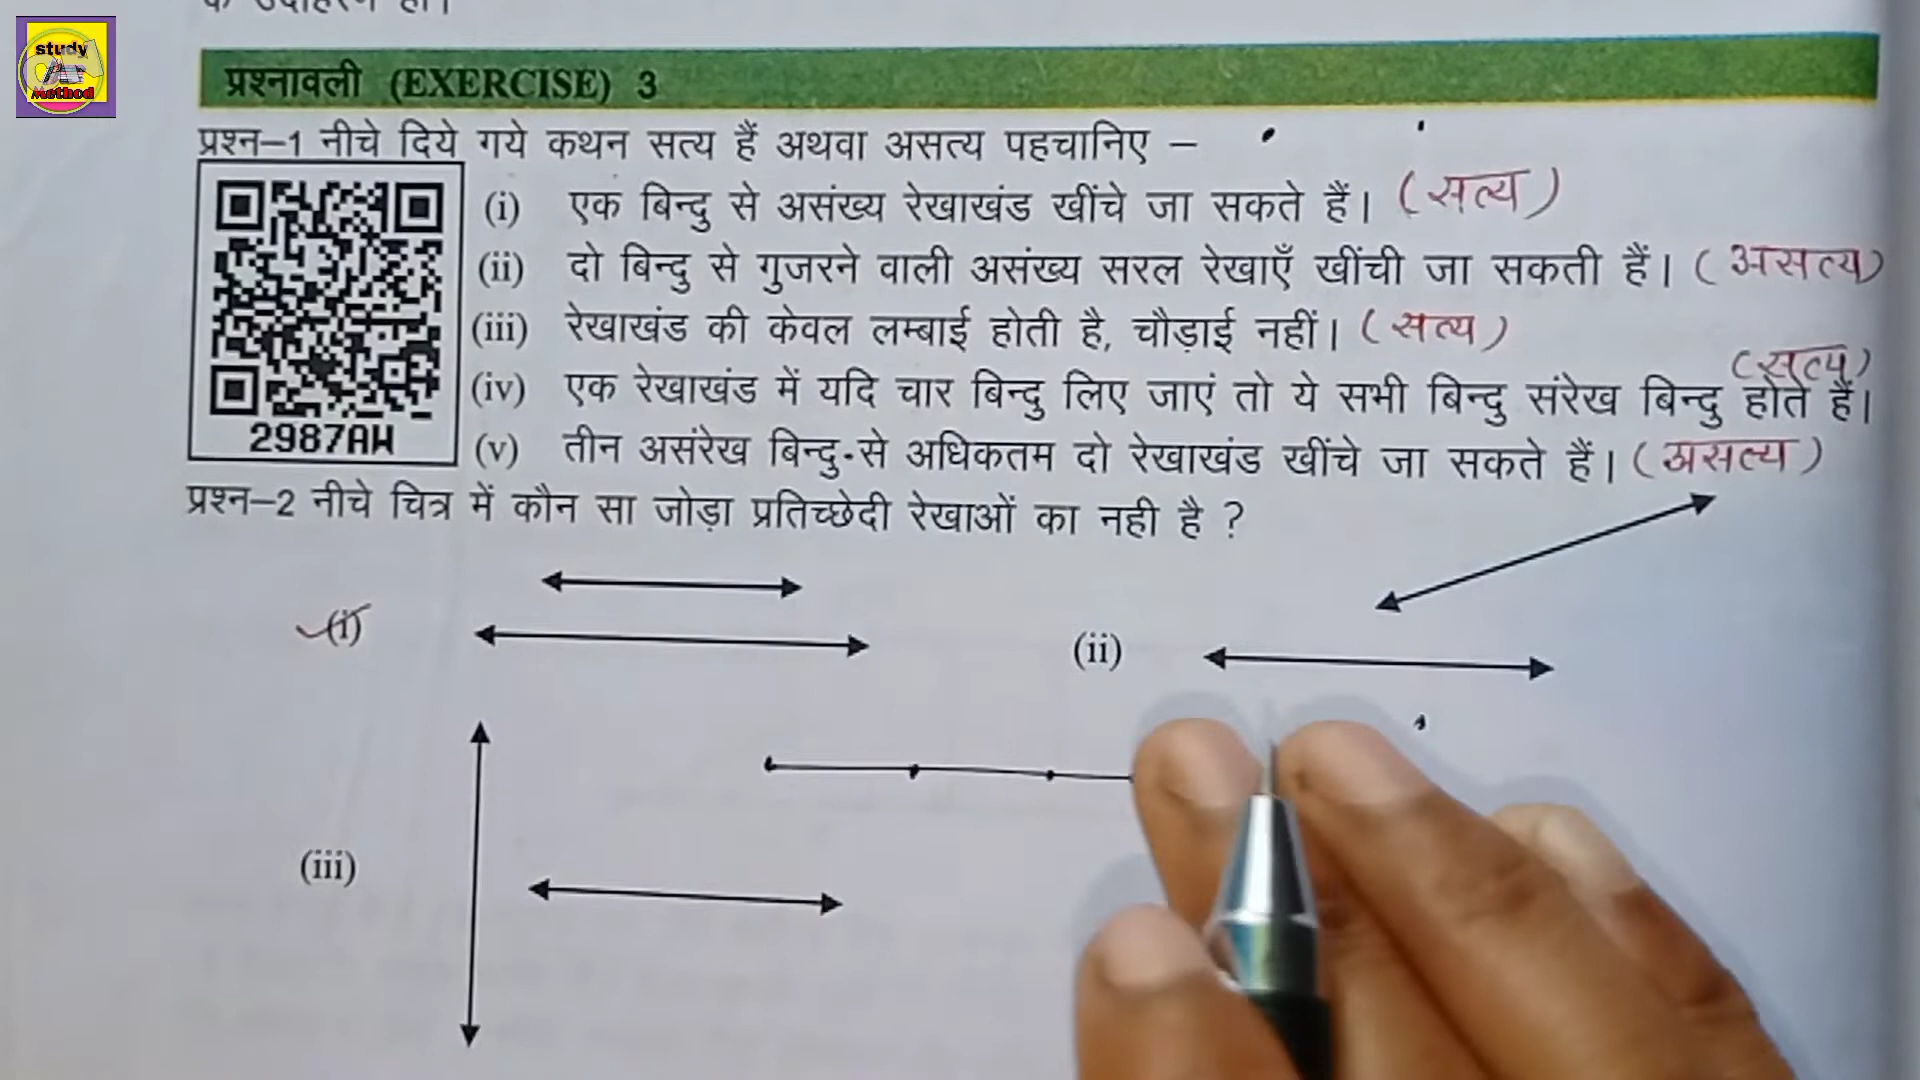 study
Method
प्रश्नावली (EXERCISE) 3
प्रश्न–1 नीचे दिये गये कथन सत्य हैं अथवा असत्य पहचानिए –
(i) एक बिन्दु से असंख्य रेखाखंड खींचे जा सकते हैं। (सत्य)
(ii) दो बिन्दु से गुजरने वाली असंख्य सरल रेखाएँ खींची जा सकती हैं। (असत्य)
(iii) रेखाखंड की केवल लम्बाई होती है, चौड़ाई नहीं। (सत्य)
(सत्य)
(iv) एक रेखाखंड में यदि चार बिन्दु लिए जाएं तो ये सभी बिन्दु संरेख बिन्दु होते हैं।
2987AW
(v) तीन असंरेख बिन्दु-से अधिकतम दो रेखाखंड खींचे जा सकते हैं। (असत्य)
प्रश्न–2 नीचे चित्र में कौन सा जोड़ा प्रतिच्छेदी रेखाओं का नही है ?
(i)
(ii)
(iii)